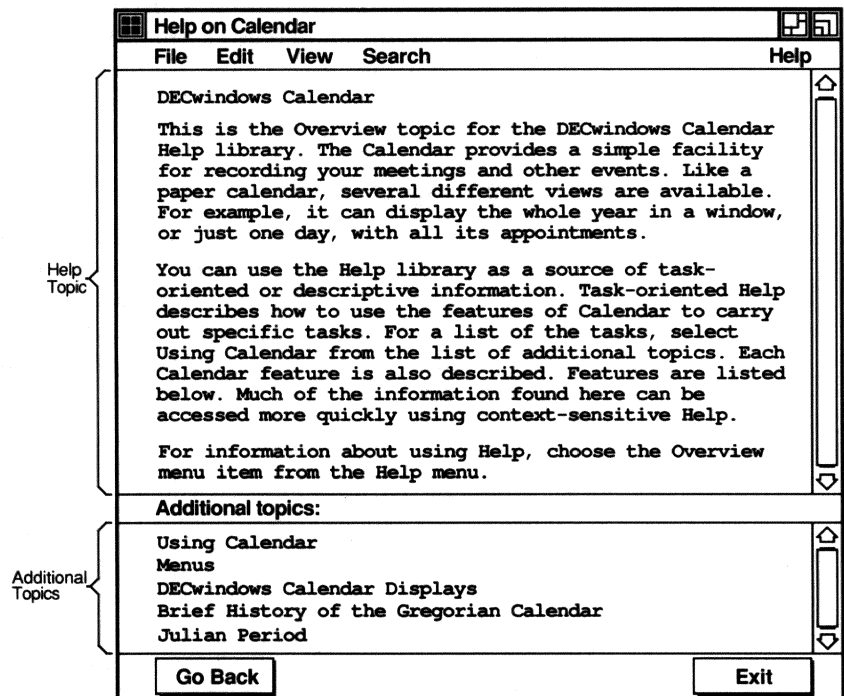 Help on Calendar
File Edit View Search Help
DECwindows Calendar
This is the Overview topic for the DECwindows Calendar
Help library. The Calendar provides a simple facility
for recording your meetings and other events. Like a
paper calendar, several different views are available.
For example, it can display the whole year in a window,
or just one day, with all its appointments.
Help
Topic
You can use the Help library as a source of task-
oriented or descriptive information. Task-oriented Help
describes how to use the features of Calendar to carry
out specific tasks. For a list of the tasks, select
Using Calendar from the list of additional topics. Each
Calendar feature is also described. Features are listed
below. Much of the information found here can be
accessed more quickly using context-sensitive Help.
For information about using Help, choose the Overview
menu item from the Help menu.
Additional topics:
Additional
Topics
Using Calendar
Menus
DECwindows Calendar Displays
Brief History of the Gregorian Calendar
Julian Period
Go Back Exit